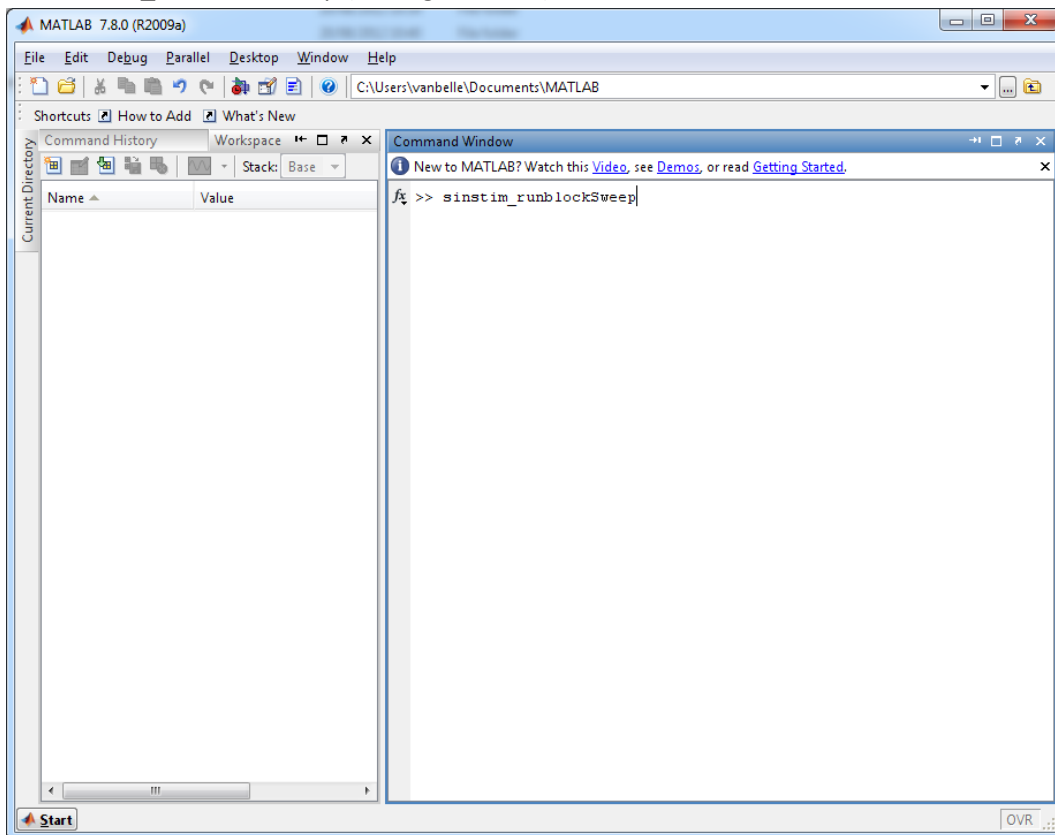 MATLAB 7.8.0 (R2009a)
File Edit Debug Parallel Desktop Window Help
C:\Users\vanbelle\Documents\MATLAB
Shortcuts How to Add What's New
Current Directory
Command History Workspace
Stack: Base
Name Value
Command Window
New to MATLAB? Watch this Video, see Demos, or read Getting Started.
fx >> sinstim_runblockSweep
Start
OVR